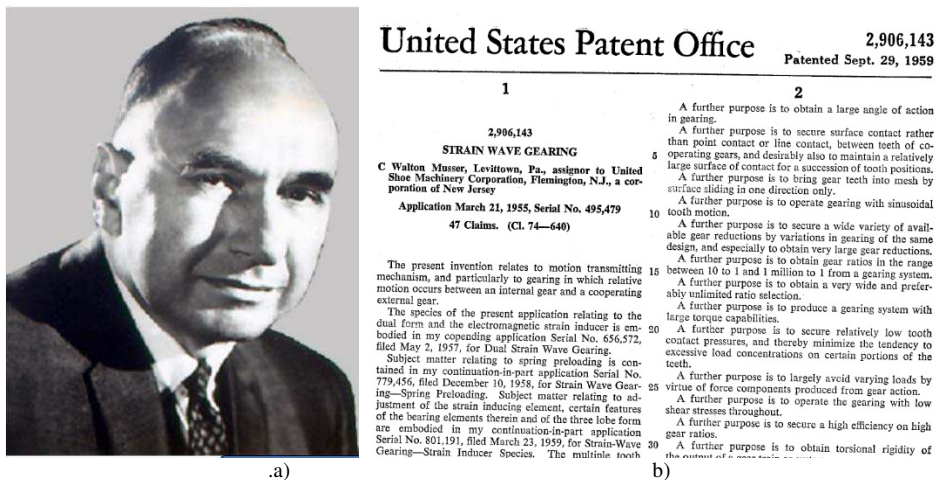 United States Patent Office
2,906,143
Patented Sept. 29, 1959
1
2,906,143
STRAIN WAVE GEARING
C Walton Musser, Levittown, Pa., assignor to United
Shoe Machinery Corporation, Flemington, N.J., a cor-
poration of New Jersey
Application March 21, 1955, Serial No. 495,479
47 Claims. (Cl. 74—640)
The present invention relates to motion transmitting
mechanism, and particularly to gearing in which relative
motion occurs between an internal gear and a cooperating
external gear.
The species of the present application relating to the
dual form and the electromagnetic strain inducer is em-
bodied in my copending application Serial No. 656,572,
filed May 2, 1957, for Dual Strain Wave Gearing.
Subject matter relating to spring preloading is con-
tained in my continuation-in-part application Serial No.
779,456, filed December 10, 1958, for Strain Wave Gear-
ing—Spring Preloading. Subject matter relating to ad-
justment of the strain inducing element, certain features
of the bearing elements therein and of the three lobe form
are embodied in my continuation-in-part application
Serial No. 801,191, filed March 23, 1959, for Strain-Wave
Gearing—Strain Inducer Species. The multiple tooth
2
A further purpose is to obtain a large angle of action
in gearing.
A further purpose is to secure surface contact rather
than point contact or line contact, between teeth of co-
5 operating gears, and desirably also to maintain a relatively
large surface of contact for a succession of tooth positions.
A further purpose is to bring gear teeth into mesh by
surface sliding in one direction only.
A further purpose is to operate gearing with sinusoidal
10 tooth motion.
A further purpose is to secure a wide variety of avail-
able gear reductions by variations in gearing of the same
design, and especially to obtain very large gear reductions.
A further purpose is to obtain gear ratios in the range
15 between 10 to 1 and 1 million to 1 from a gearing system.
A further purpose is to obtain a very wide and prefer-
ably unlimited ratio selection.
A further purpose is to produce a gearing system with
large torque capabilities.
20 A further purpose is to secure relatively low tooth
contact pressures, and thereby minimize the tendency to
excessive load concentrations on certain portions of the
teeth.
A further purpose is to largely avoid varying loads by
25 virtue of force components produced from gear action.
A further purpose is to operate the gearing with low
shear stresses throughout.
A further purpose is to secure a high efficiency on high
gear ratios.
30 A further purpose is to obtain torsional rigidity of
.a)
b)